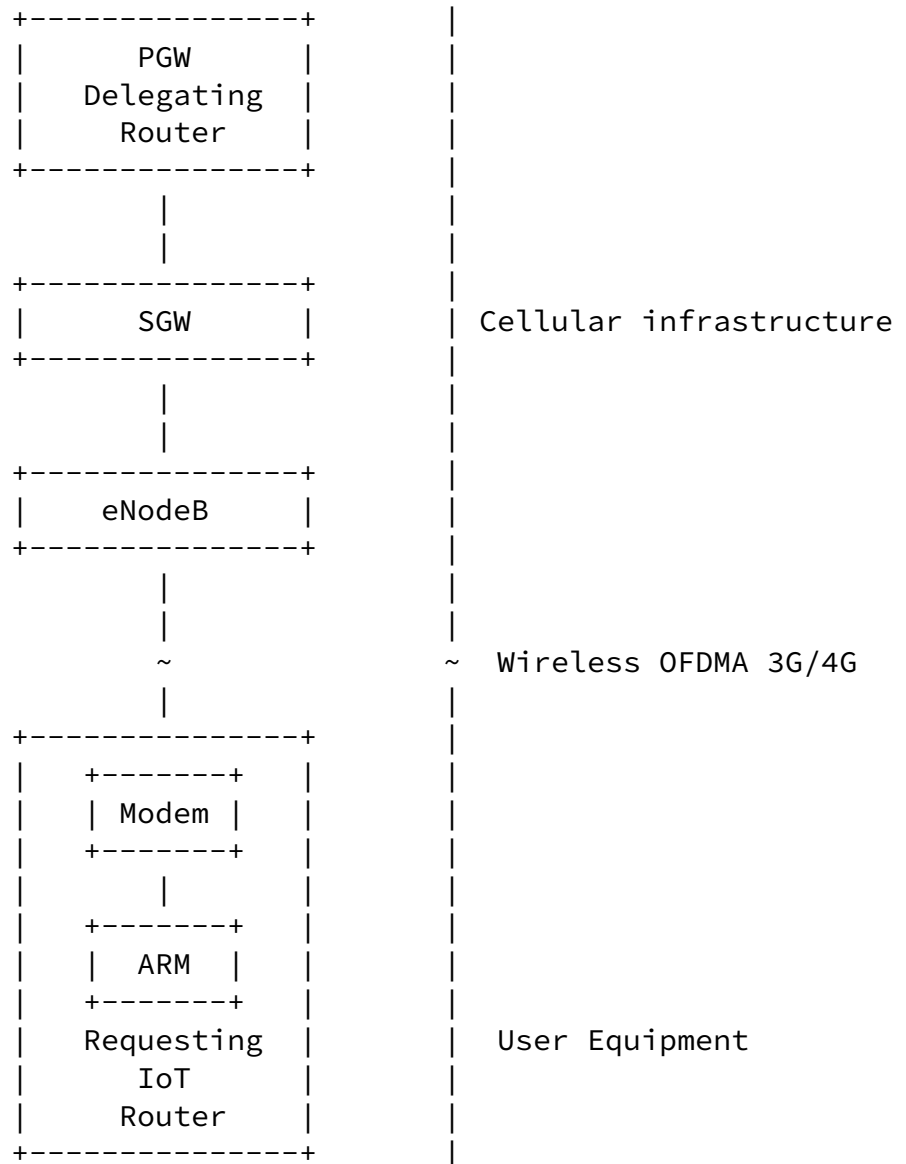 PGW
Delegating
Router
SGW
Cellular infrastructure
eNodeB
~ ~ Wireless OFDMA 3G/4G
Modem
ARM
Requesting User Equipment
IoT
Router